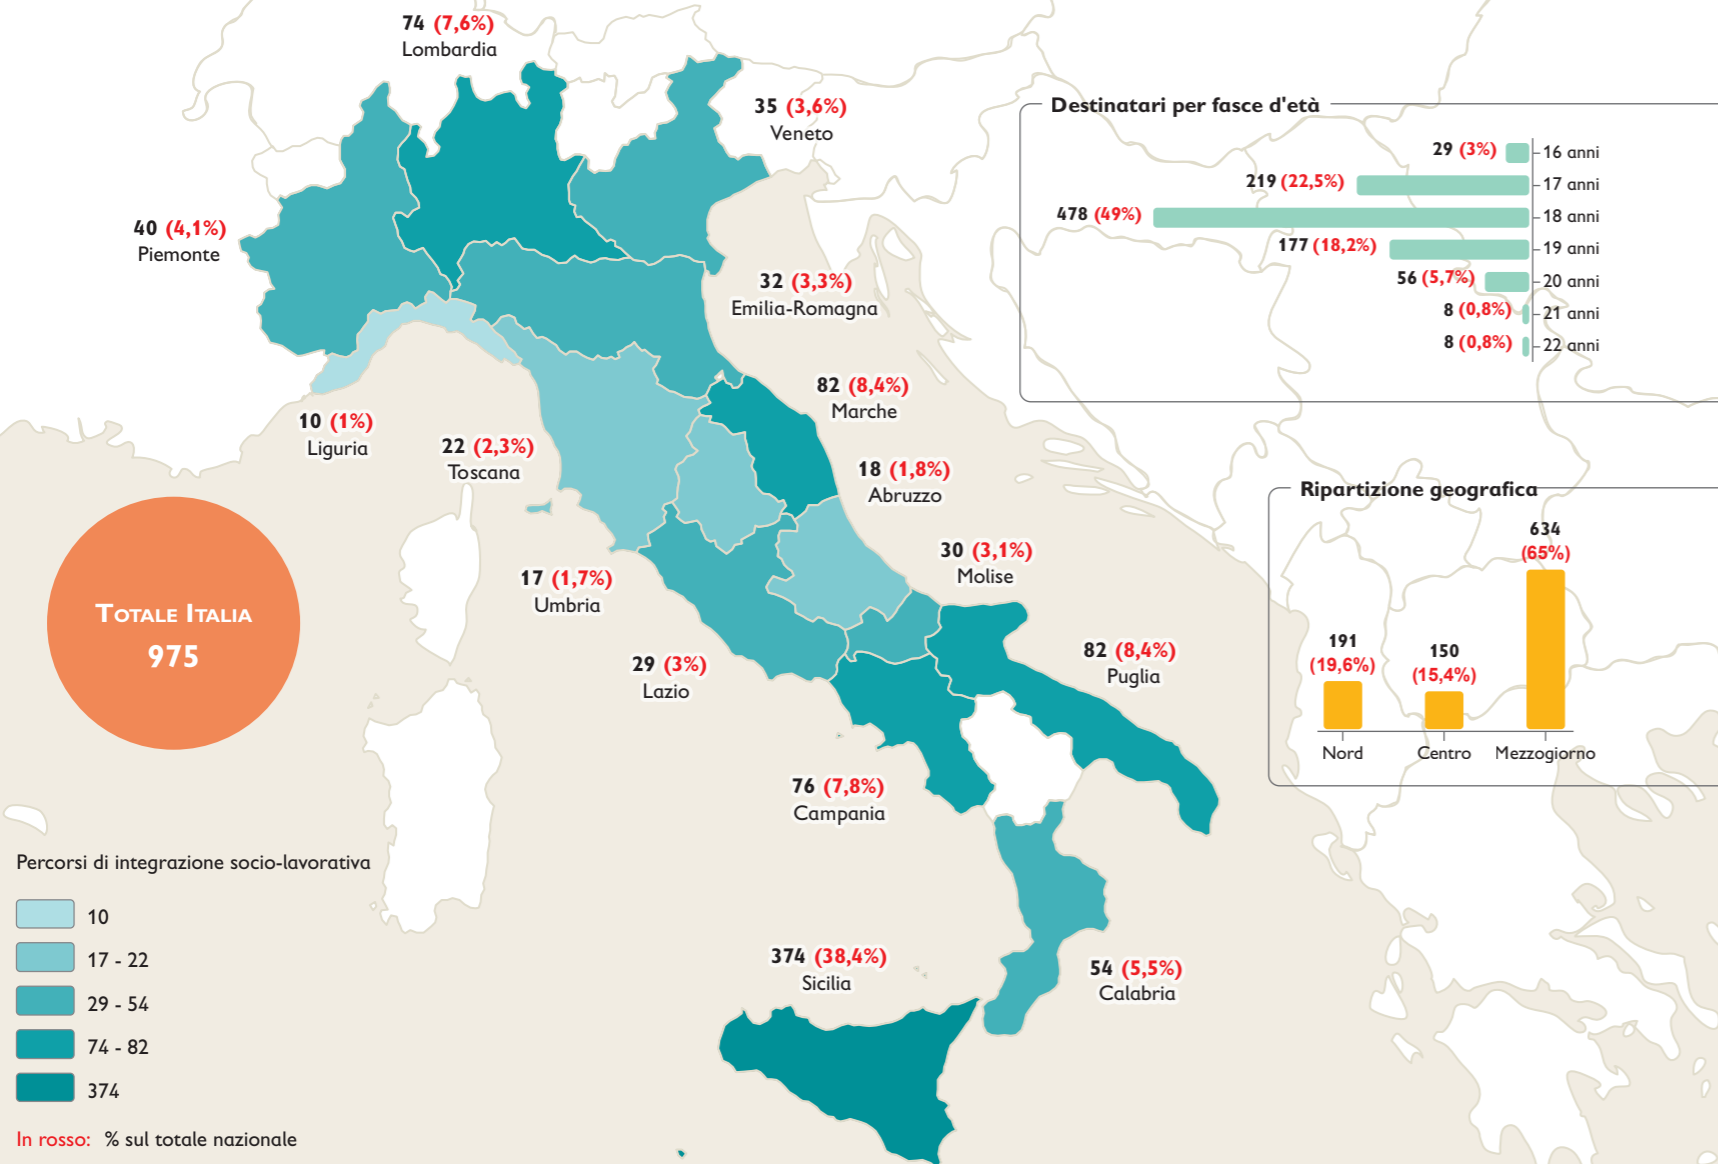 74 (7,6%)
Lombardia
35 (3,6%)
Veneto
40 (4,1%)
Piemonte
32 (3,3%)
Emilia-Romagna
82 (8,4%)
Marche
10 (1%)
Liguria
22 (2,3%)
Toscana
18 (1,8%)
Abruzzo
30 (3,1%)
Molise
17 (1,7%)
Umbria
29 (3%)
Lazio
82 (8,4%)
Puglia
76 (7,8%)
Campania
374 (38,4%)
Sicilia
54 (5,5%)
Calabria
TOTALE ITALIA
975
Percorsi di integrazione socio-lavorativa
10
17 - 22
29 - 54
74 - 82
374
In rosso: % sul totale nazionale
Destinatari per fasce d'età
29 (3%) 16 anni
219 (22,5%) 17 anni
478 (49%) 18 anni
177 (18,2%) 19 anni
56 (5,7%) 20 anni
8 (0,8%) 21 anni
8 (0,8%) 22 anni
Ripartizione geografica
191
(19,6%)
150
(15,4%)
634
(65%)
Nord Centro Mezzogiorno